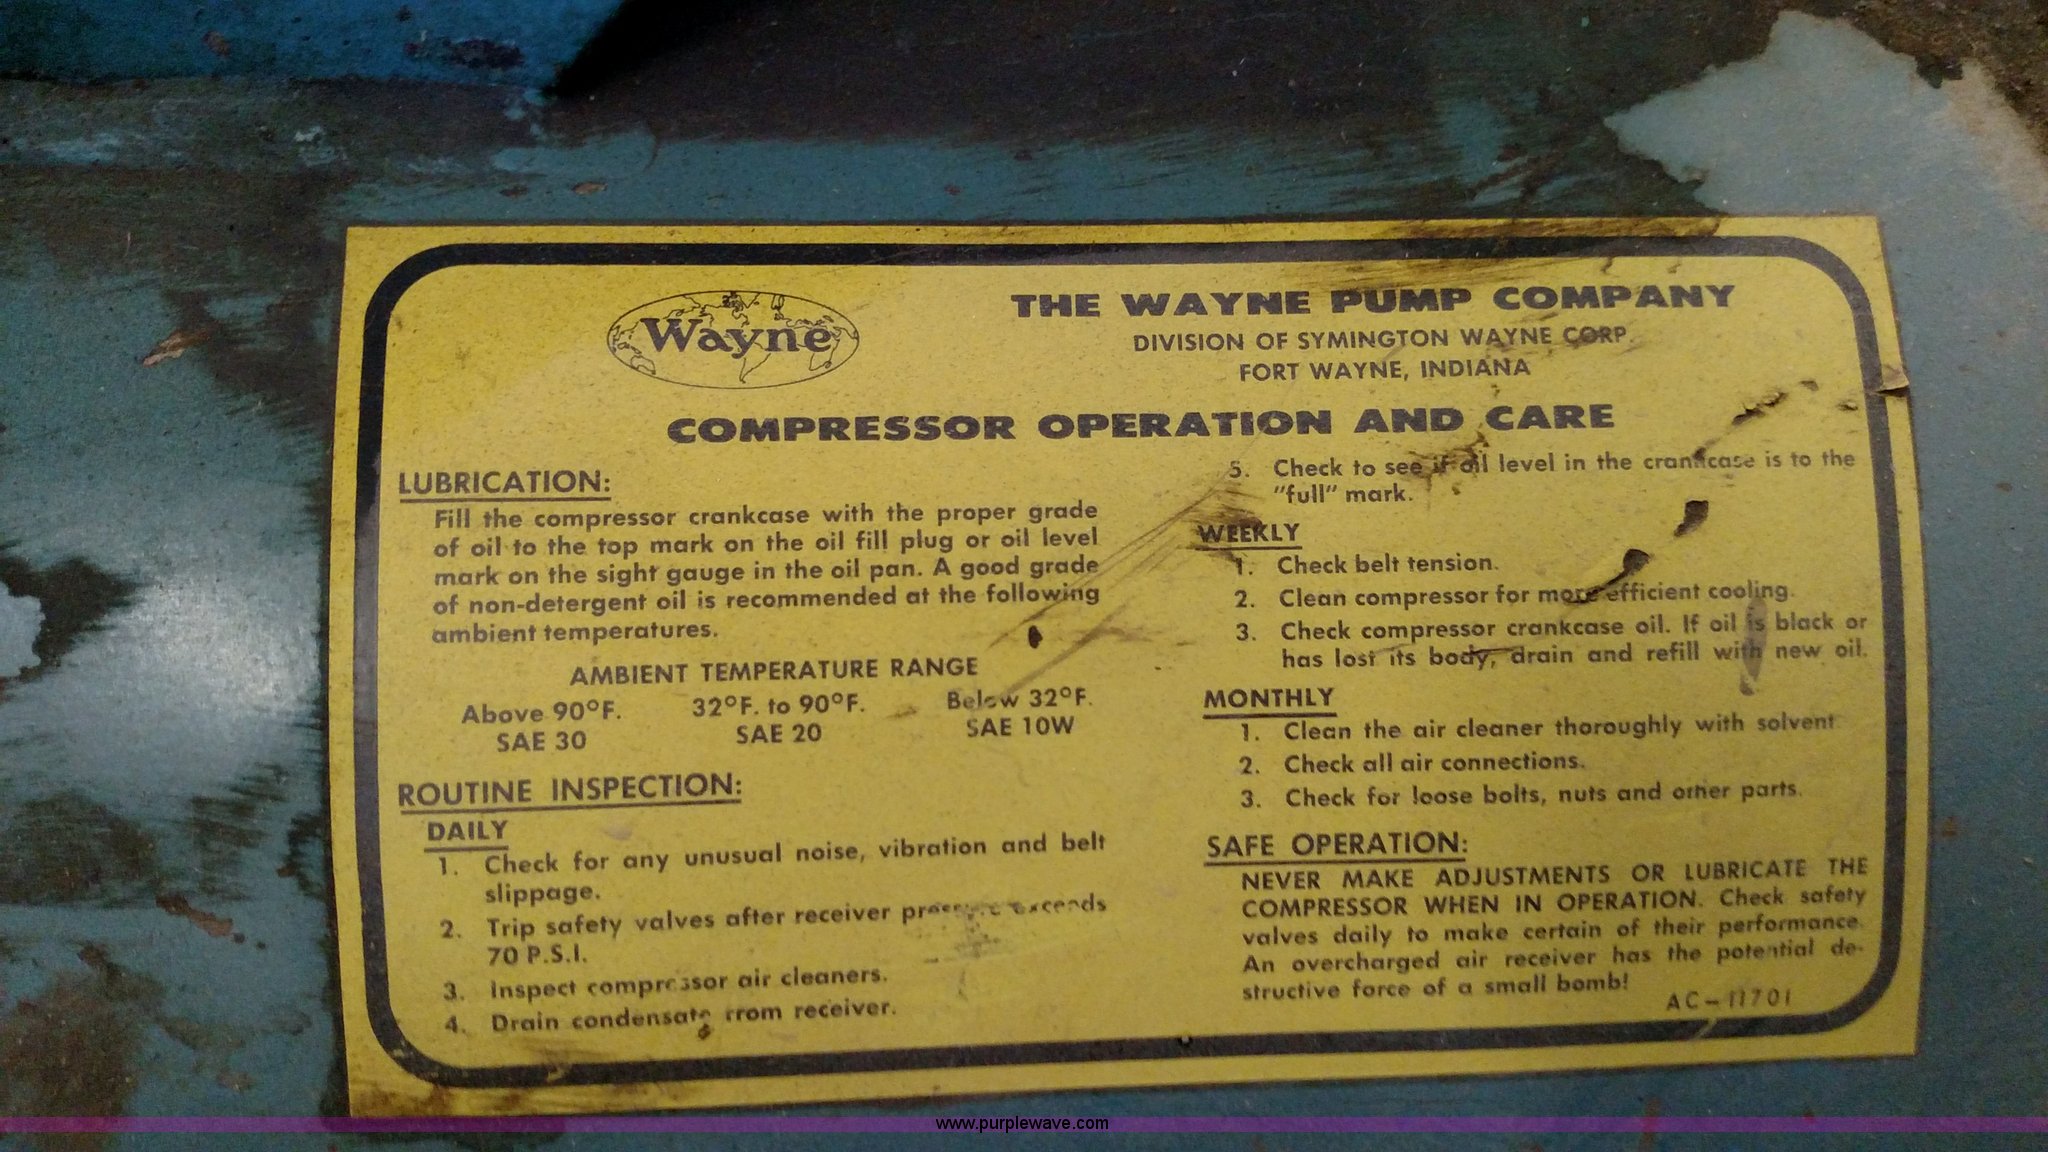 Wayne
THE WAYNE PUMP COMPANY
DIVISION OF SYMINGTON WAYNE CORP.
FORT WAYNE, INDIANA
COMPRESSOR OPERATION AND CARE
LUBRICATION:
Fill the compressor crankcase with the proper grade
of oil to the top mark on the oil fill plug or oil level
mark on the sight gauge in the oil pan. A good grade
of non-detergent oil is recommended at the following
ambient temperatures.
AMBIENT TEMPERATURE RANGE
Above 90°F. 32°F. to 90°F. Below 32°F.
SAE 30 SAE 20 SAE 10W
ROUTINE INSPECTION:
DAILY
1. Check for any unusual noise, vibration and belt
slippage.
2. Trip safety valves after receiver pressure exceeds
70 P.S.I.
3. Inspect compressor air cleaners.
4. Drain condensate from receiver.
5. Check to see if oil level in the crankcase is to the
"full" mark.
WEEKLY
1. Check belt tension.
2. Clean compressor for more efficient cooling.
3. Check compressor crankcase oil. If oil is black or
has lost its body, drain and refill with new oil.
MONTHLY
1. Clean the air cleaner thoroughly with solvent
2. Check all air connections.
3. Check for loose bolts, nuts and other parts.
SAFE OPERATION:
NEVER MAKE ADJUSTMENTS OR LUBRICATE THE
COMPRESSOR WHEN IN OPERATION. Check safety
valves daily to make certain of their performance.
An overcharged air receiver has the potential de-
structive force of a small bomb!
AC-11701
www.purplewave.com